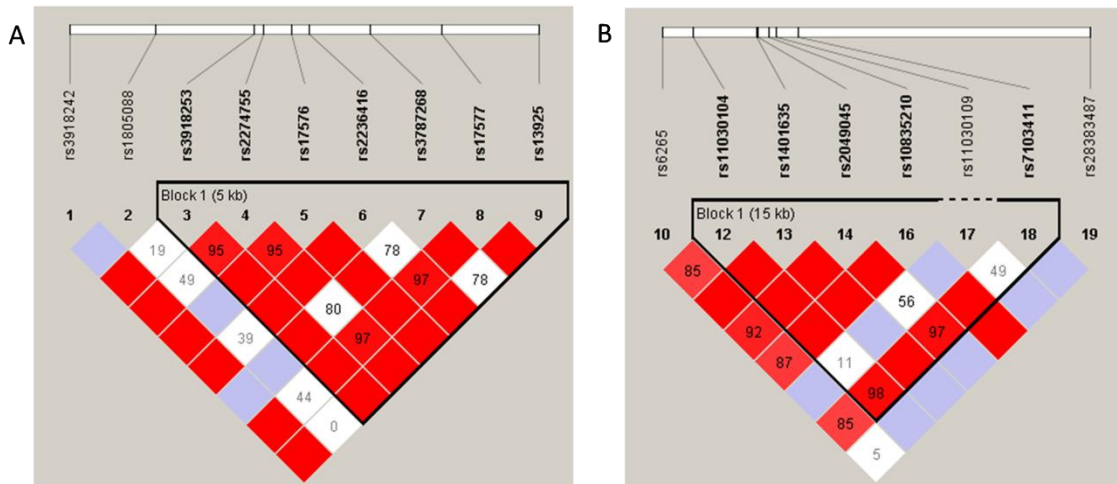 A
rs3918242
rs1805088
rs3918253
rs2274755
rs17576
rs2236416
rs3787268
rs17577
rs13925
Block 1 (5 kb)
1 2 3 4 5 6 7 8 9
19 95 95 78
49 97 78
80
39 97
44
0
B
rs6265
rs11030104
rs1401635
rs2049045
rs10835210
rs11030109
rs7103411
rs28383487
Block 1 (15 kb)
10 12 13 14 16 17 18 19
85 49
56
92 97
87 11
98
85
5